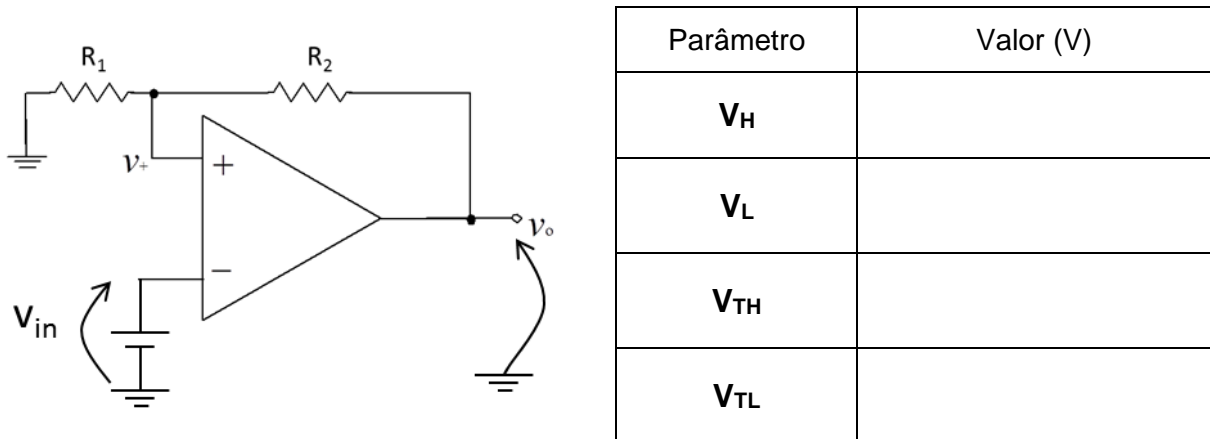 R₁
R₂
v₊
+
−
vₒ
Vin
Parâmetro Valor (V)
VH
VL
VTH
VTL